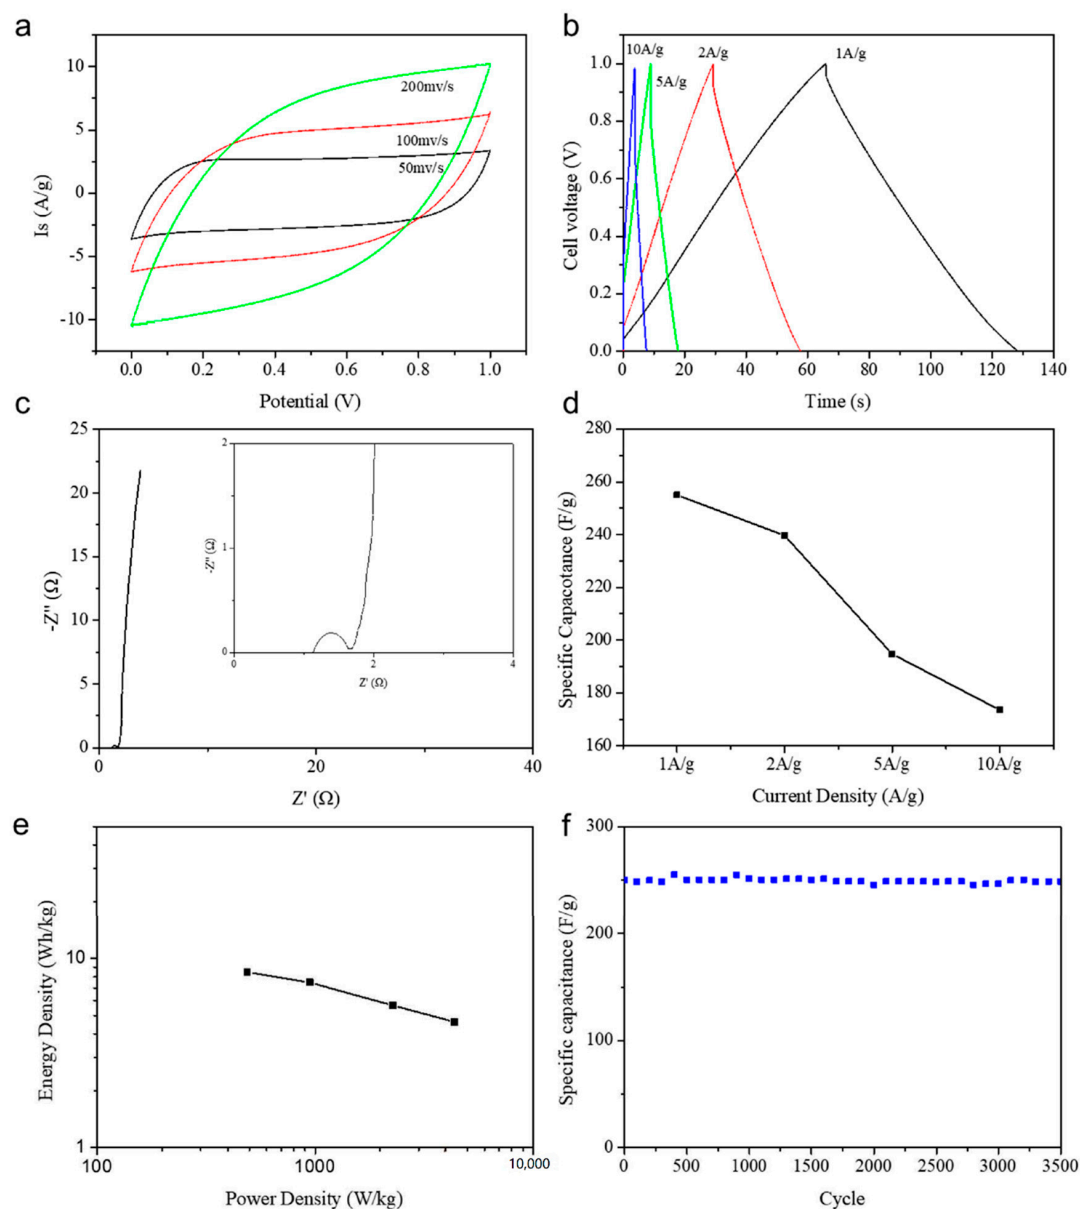 a
200mv/s
100mv/s
50mv/s
10
5
0
-5
-10
0.0 0.2 0.4 0.6 0.8 1.0
Is (A/g)
Potential (V)
b
10A/g 2A/g 1A/g
5A/g
1.0
0.8
0.6
0.4
0.2
0.0
0 20 40 60 80 100 120 140
Cell voltage (V)
Time (s)
c
25
20
15
10
5
0
0 20 40
-Z'' (Ω)
Z' (Ω)
2
1
0
0 2 4
-Z'' (Ω)
Z' (Ω)
d
280
260
240
220
200
180
160
1A/g 2A/g 5A/g 10A/g
Specific Capacotance (F/g)
Current Density (A/g)
e
10
1
100 1000 10,000
Energy Density (Wh/kg)
Power Density (W/kg)
f
300
200
100
0
0 500 1000 1500 2000 2500 3000 3500
Specific capacitance (F/g)
Cycle